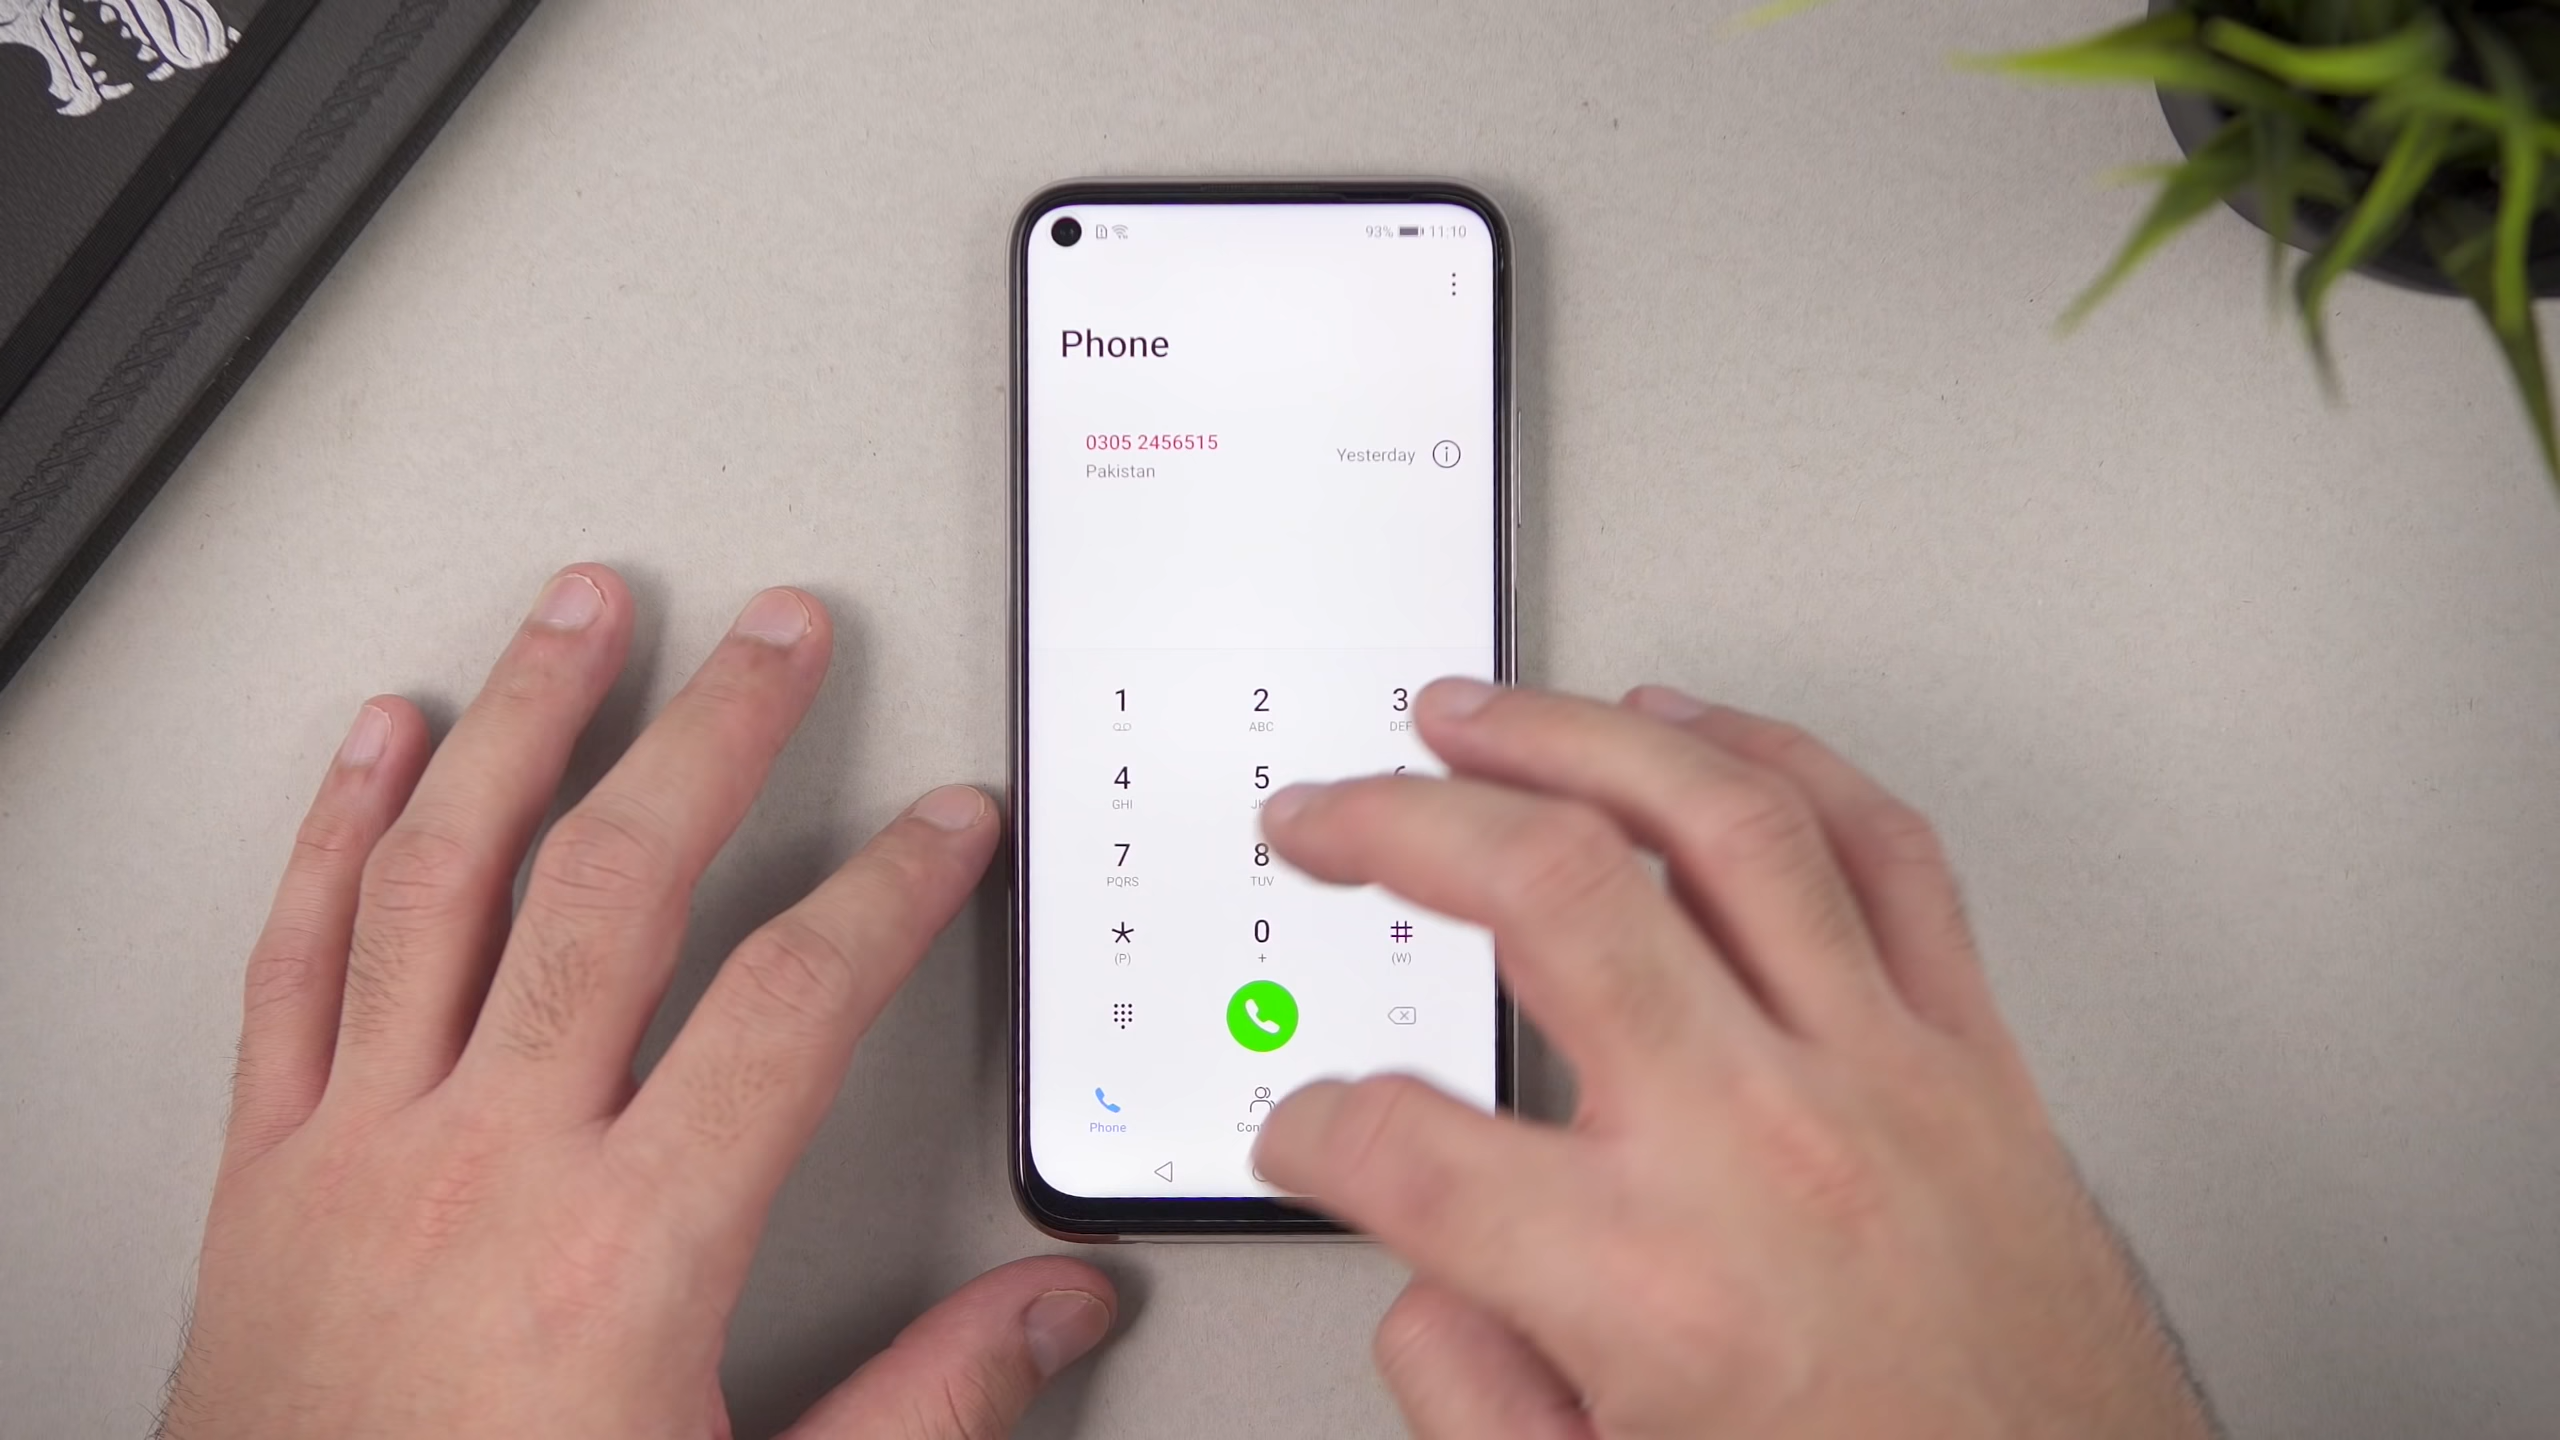 93% 11:10
Phone
0305 2456515
Pakistan
Yesterday
1 2 3
ABC DEF
4 5
GHI
7 8
PQRS TUV
* 0 #
(P) + (W)
Phone